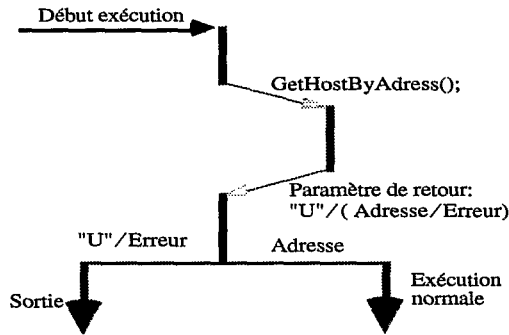 Début exécution
GetHostByAdress();
Paramètre de retour:
"U"/( Adresse/Erreur)
"U"/Erreur
Adresse
Sortie
Exécution
normale